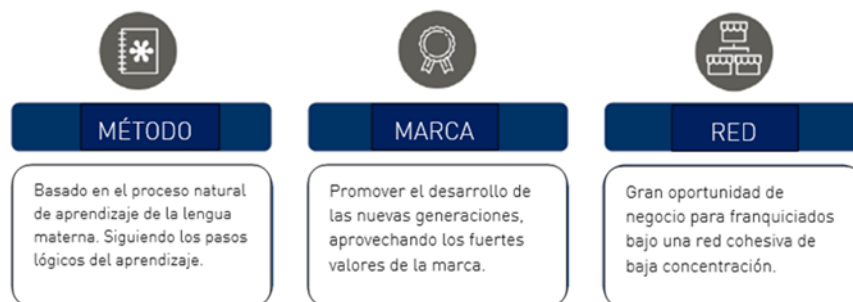 MÉTODO
Basado en el proceso natural
de aprendizaje de la lengua
materna. Siguiendo los pasos
lógicos del aprendizaje.
MARCA
Promover el desarrollo de
las nuevas generaciones,
aprovechando los fuertes
valores de la marca.
RED
Gran oportunidad de
negocio para franquiciados
bajo una red cohesiva de
baja concentración.